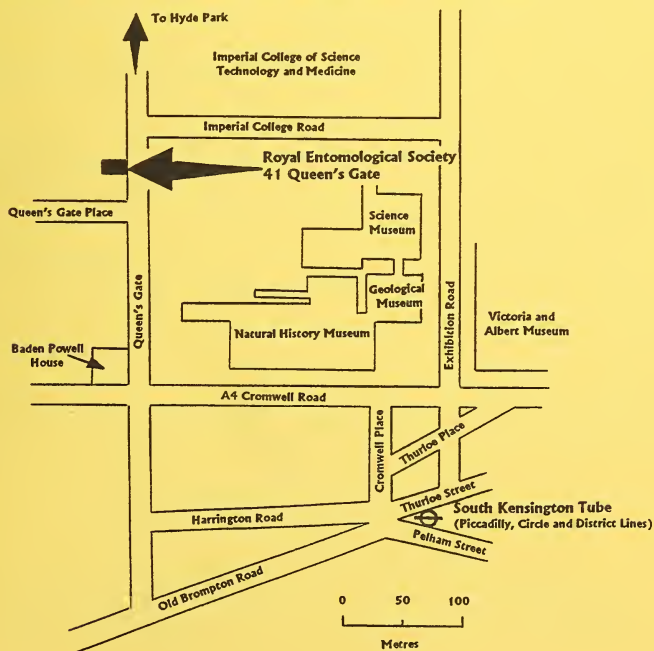 To Hyde Park
Imperial College of Science
Technology and Medicine
Imperial College Road
Royal Entomological Society
41 Queen's Gate
Queen's Gate Place
Science
Museum
Geological
Museum
Queen's Gate
Exhibition Road
Victoria and
Albert Museum
Natural History Museum
Baden Powell
House
A4 Cromwell Road
Cromwell Place
Thurloe Place
Thurloe Street
South Kensington Tube
(Piccadilly, Circle and District Lines)
Harrington Road
Pelham Street
Old Brompton Road
0 50 100
Metres